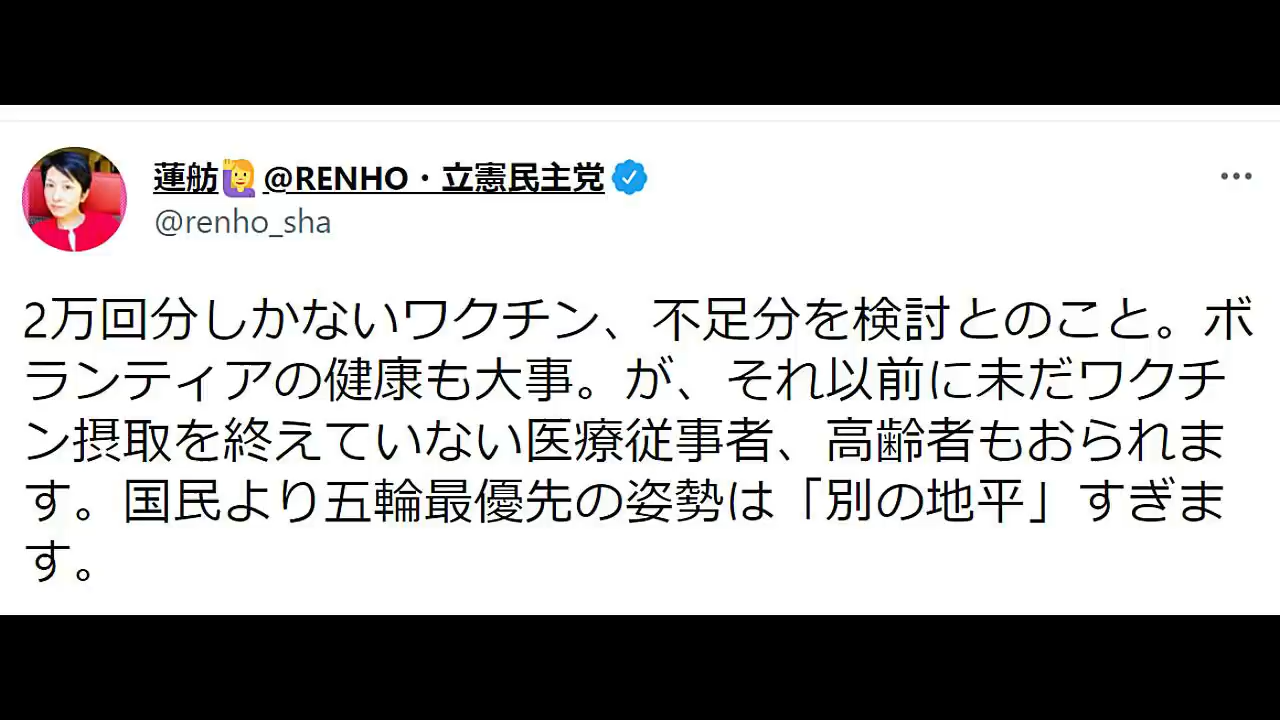 蓮舫🙋‍♀️@RENHO・立憲民主党
@renho_sha
2万回分しかないワクチン、不足分を検討とのこと。ボ
ランティアの健康も大事。が、それ以前に未だワクチ
ン摂取を終えていない医療従事者、高齢者もおられま
す。国民より五輪最優先の姿勢は「別の地平」すぎま
す。